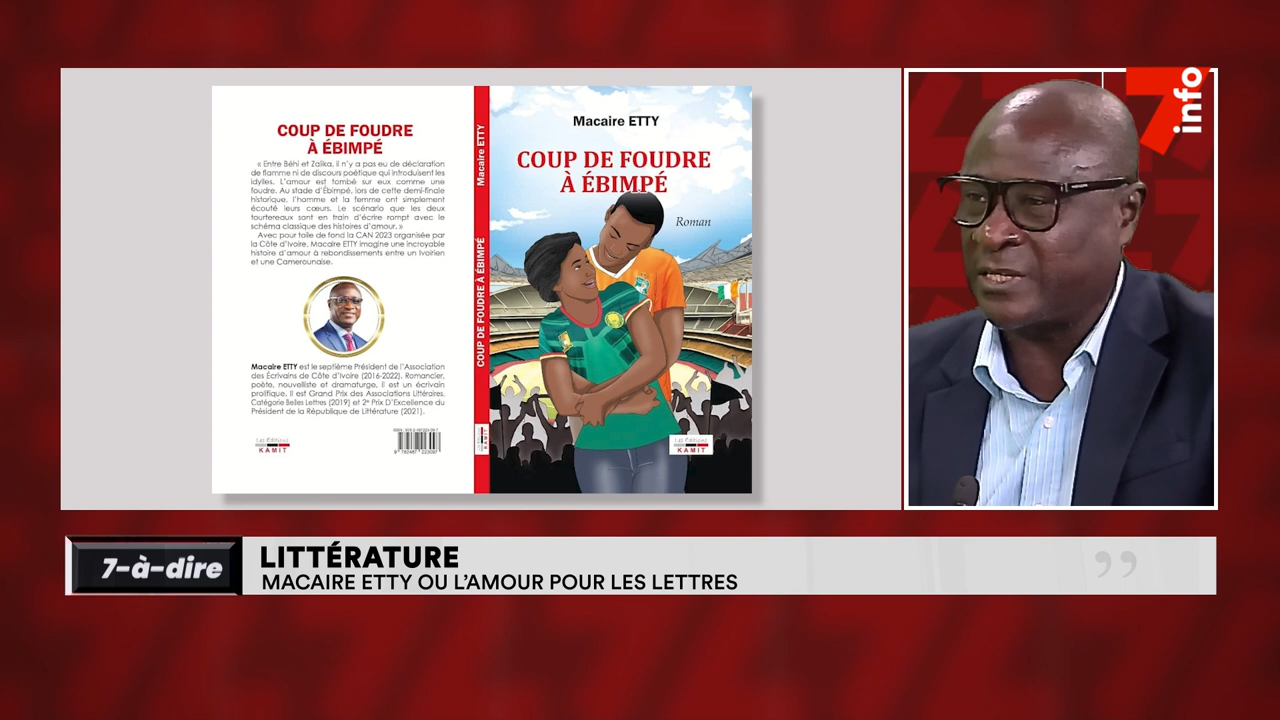 COUP DE FOUDRE
À ÉBIMPÉ
« Entre Béhi et Zaïka, il n'y a pas eu de déclaration
de flamme ni de discours poétique qui introduisent les
idylles. L'amour est tombé sur eux comme une
foudre. Au stade d'Ébimpé, lors de cette demi-finale
historique, l'homme et la femme ont simplement
écouté leurs cœurs. Le scénario que les deux
tourtereaux sont en train d'écrire rompt avec le
schéma classique des histoires d'amour. »
Avec pour toile de fond la CAN 2023 organisée par
la Côte d'Ivoire, Macaire ETTY imagine une incroyable
histoire d'amour à rebondissements entre un Ivoirien
et une Camerounaise.
Macaire ETTY est le septième Président de l'Association
des Écrivains de Côte d'Ivoire (2016-2022). Romancier,
poète, nouvelliste et dramaturge, il est un écrivain
prolifique. Il est Grand Prix des Associations Littéraires,
Catégorie Belles Lettres (2019) et 2e Prix D'Excellence du
Président de la République de Littérature (2021).
Les Éditions
KAMIT
Macaire ETTY
COUP DE FOUDRE À ÉBIMPÉ
KAMIT
Macaire ETTY
COUP DE FOUDRE
À ÉBIMPÉ
Roman
Les Éditions
KAMIT
7 info
7-à-dire
LITTÉRATURE
MACAIRE ETTY OU L'AMOUR POUR LES LETTRES